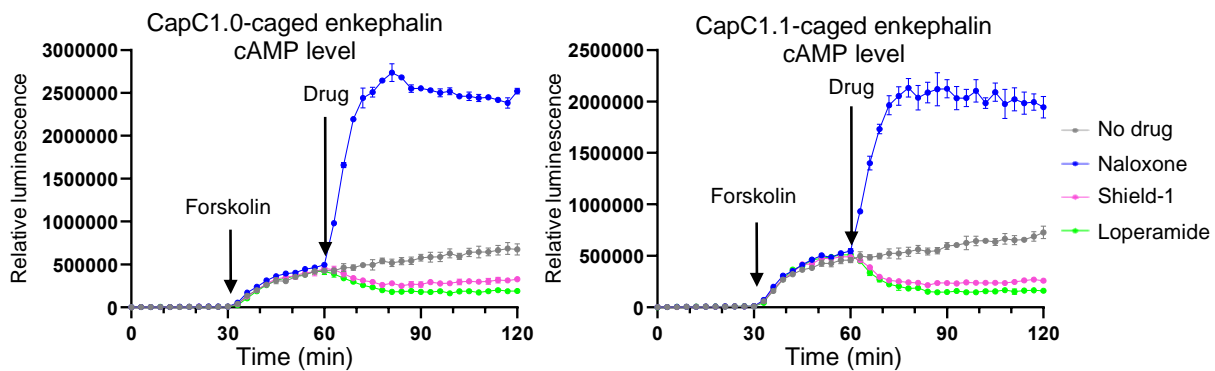 CapC1.0-caged enkephalin
cAMP level
Relative luminescence
3000000
2500000
2000000
1500000
1000000
500000
0
Forskolin
Drug
0
30
60
90
120
Time (min)
CapC1.1-caged enkephalin
cAMP level
Relative luminescence
2500000
2000000
1500000
1000000
500000
0
Forskolin
Drug
0
30
60
90
120
Time (min)
No drug
Naloxone
Shield-1
Loperamide